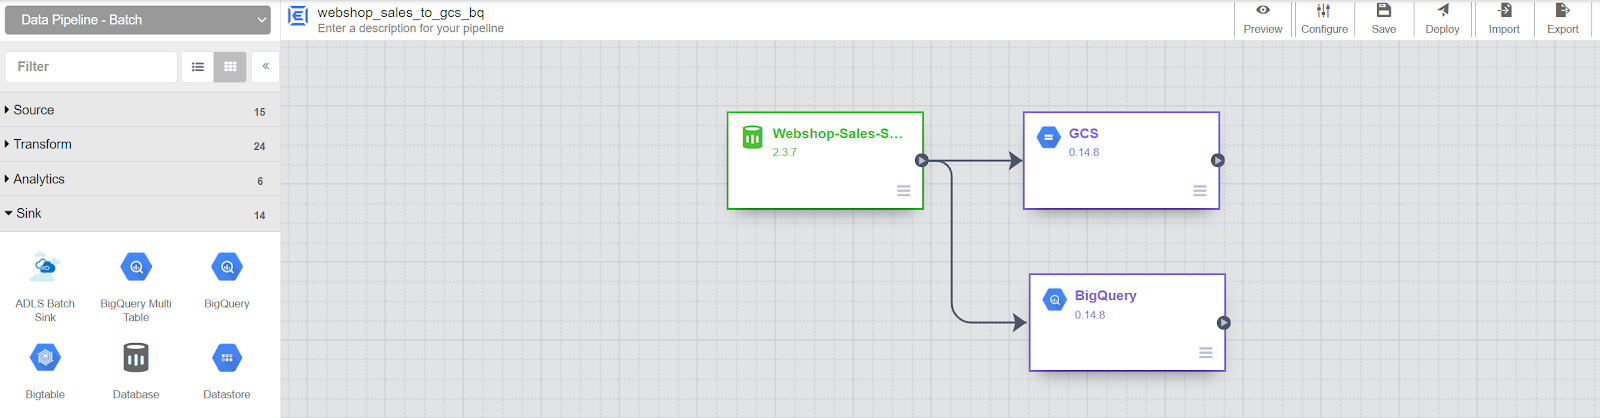 Data Pipeline - Batch
webshop_sales_to_gcs_bq
Enter a description for your pipeline
Preview
Configure
Save
Deploy
Import
Export
Filter
Source 15
Transform 24
Analytics 6
Sink 14
ADLS Batch
Sink
BigQuery Multi
Table
BigQuery
Bigtable
Database
Datastore
Webshop-Sales-S...
2.3.7
GCS
0.14.8
BigQuery
0.14.8